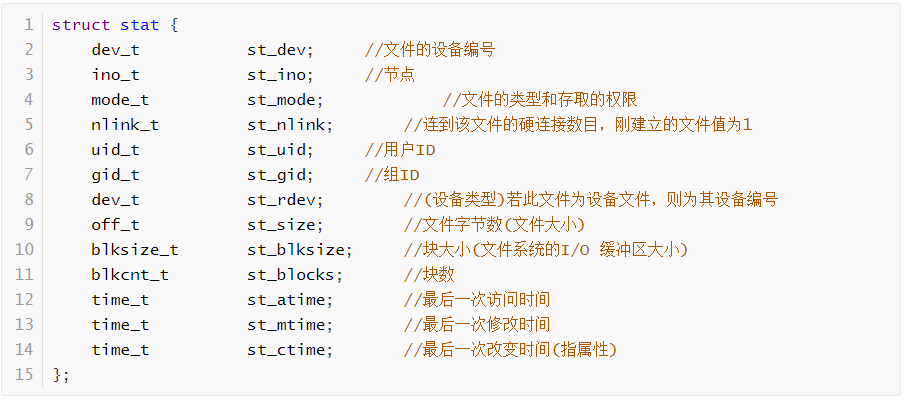 1 struct stat {
2 dev_t st_dev; //文件的设备编号
3 ino_t st_ino; //节点
4 mode_t st_mode; //文件的类型和存取的权限
5 nlink_t st_nlink; //连到该文件的硬连接数目，刚建立的文件值为1
6 uid_t st_uid; //用户ID
7 gid_t st_gid; //组ID
8 dev_t st_rdev; //(设备类型)若此文件为设备文件，则为其设备编号
9 off_t st_size; //文件字节数(文件大小)
10 blksize_t st_blksize; //块大小(文件系统的I/O 缓冲区大小)
11 blkcnt_t st_blocks; //块数
12 time_t st_atime; //最后一次访问时间
13 time_t st_mtime; //最后一次修改时间
14 time_t st_ctime; //最后一次改变时间(指属性)
15 };